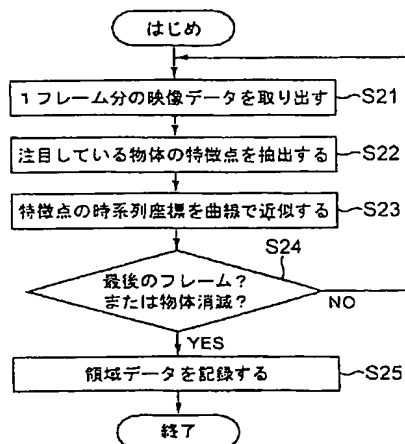 はじめ
1フレーム分の映像データを取り出す
S21
注目している物体の特徴点を抽出する
S22
特徴点の時系列座標を曲線で近似する
S23
S24
最後のフレーム?
または物体消滅?
NO
YES
領域データを記録する
S25
終了